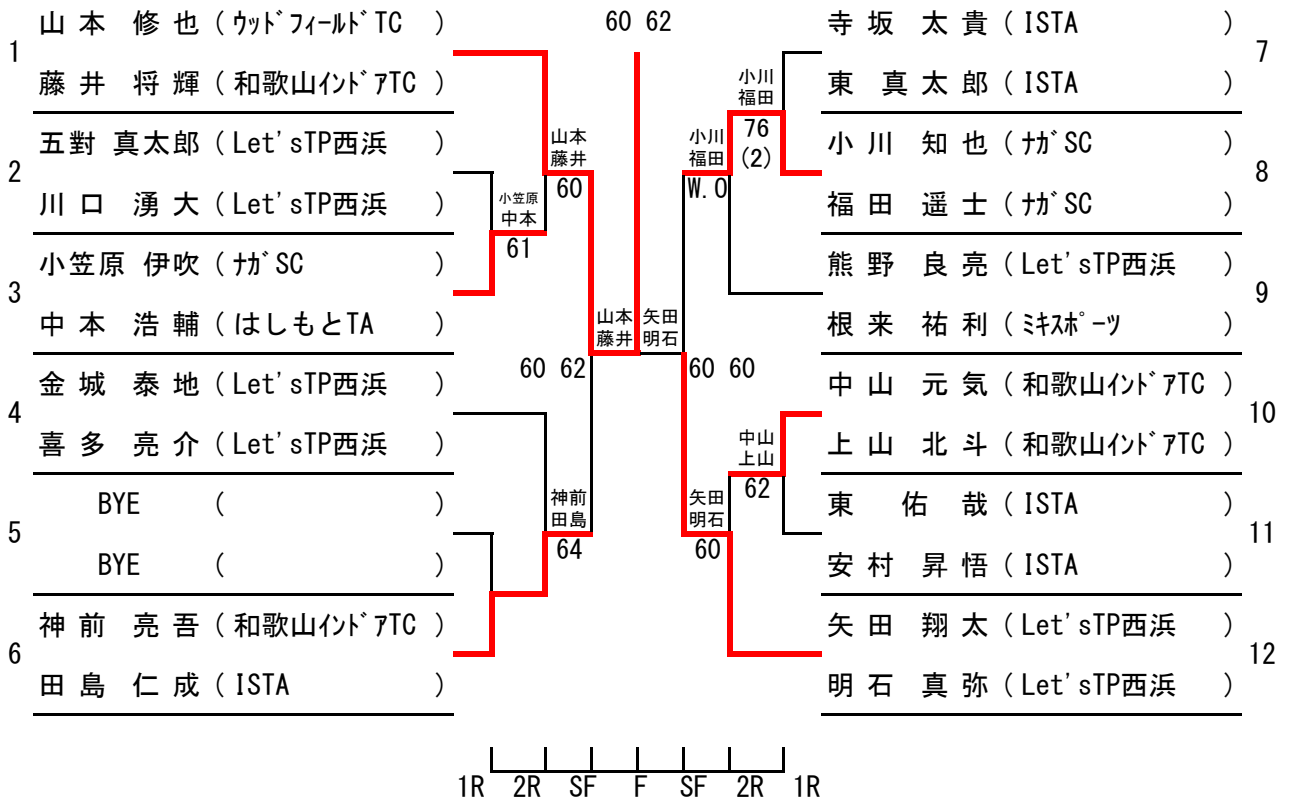 1
山本 修也 (ウッドフィールドTC)
藤井 将輝 (和歌山インドアTC)
2
五對 真太郎 (Let'sTP西浜)
川口 湧大 (Let'sTP西浜)
3
小笠原 伊吹 (ナガSC)
中本 浩輔 (はしもとTA)
4
金城 泰地 (Let'sTP西浜)
喜多 亮介 (Let'sTP西浜)
5
BYE ( )
BYE ( )
6
神前 亮吾 (和歌山インドアTC)
田島 仁成 (ISTA)
小笠原
中本
61
山本
藤井
60
神前
田島
64
山本
藤井
60 62
60 62
矢田
明石
60 60
小川
福田
W.O
矢田
明石
60
小川
福田
76
(2)
中山
上山
62
寺坂 太貴 (ISTA)
東 真太郎 (ISTA)
7
小川 知也 (ナガSC)
福田 遥士 (ナガSC)
8
熊野 良亮 (Let'sTP西浜)
根来 祐利 (ミキスポーツ)
9
中山 元気 (和歌山インドアTC)
上山 北斗 (和歌山インドアTC)
10
東 佑哉 (ISTA)
安村 昇悟 (ISTA)
11
矢田 翔太 (Let'sTP西浜)
明石 真弥 (Let'sTP西浜)
12
1R 2R SF F SF 2R 1R